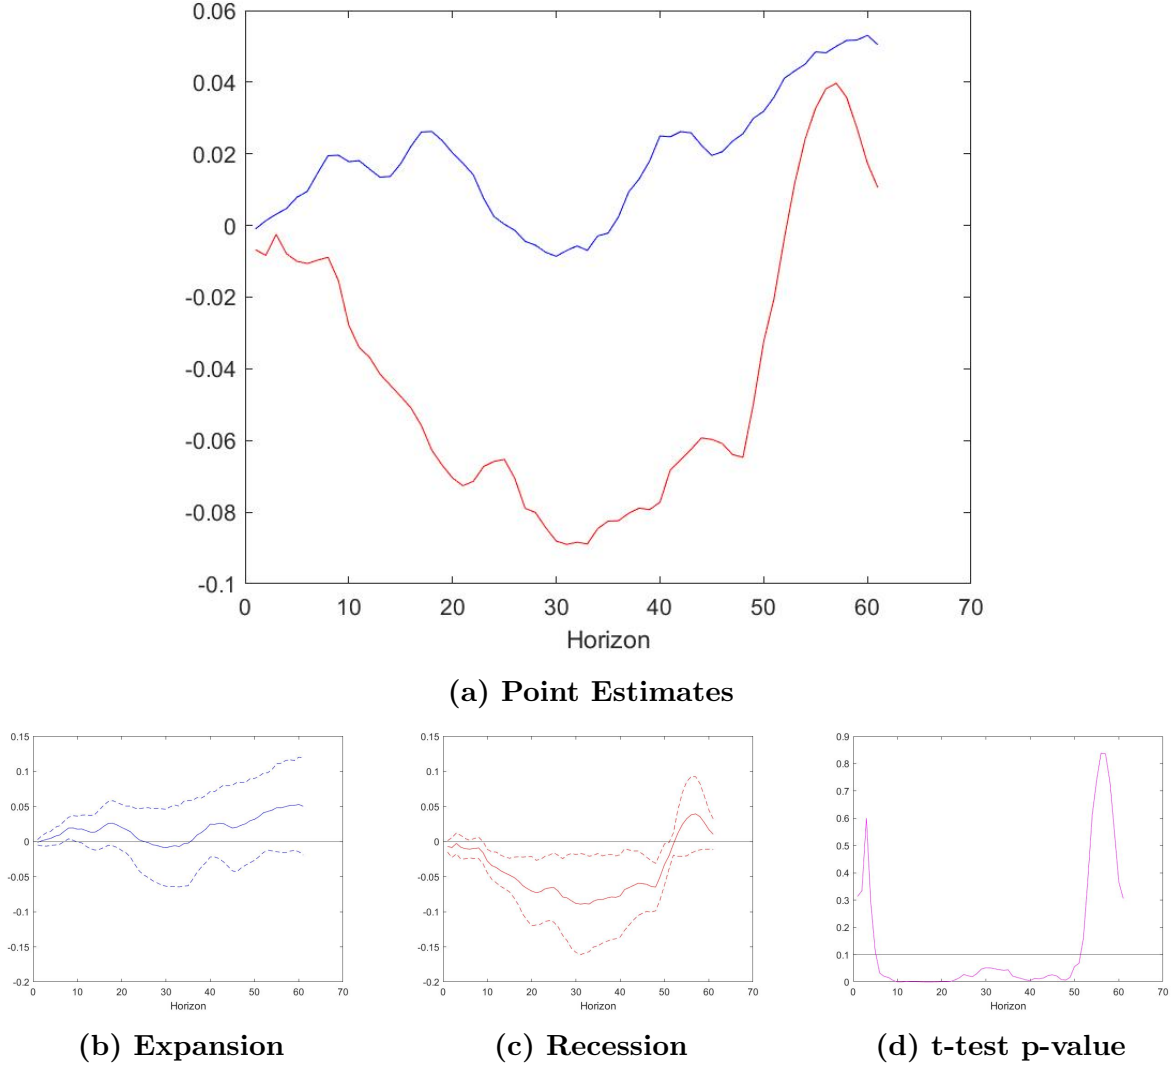 0.06
0.04
0.02
0
-0.02
-0.04
-0.06
-0.08
-0.1
0 10 20 30 40 50 60 70
Horizon
(a) Point Estimates
0.15
0.1
0.05
0
-0.05
-0.1
-0.15
-0.2
0 10 20 30 40 50 60 70
Horizon
(b) Expansion
0.15
0.1
0.05
0
-0.05
-0.1
-0.15
-0.2
0 10 20 30 40 50 60 70
Horizon
(c) Recession
0.9
0.8
0.7
0.6
0.5
0.4
0.3
0.2
0.1
0
0 10 20 30 40 50 60 70
Horizon
(d) t-test p-value